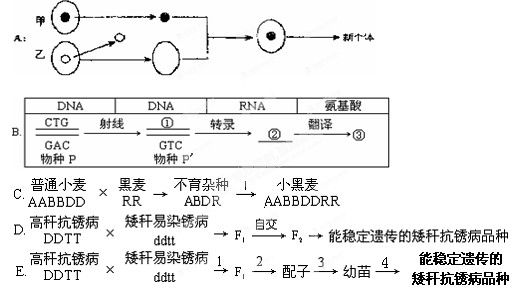 甲
A:
乙
新个体
DNA DNA RNA 氨基酸
B. CTG 射线 ① 转录 ② 翻译 ③
GAC GTC
物种 P 物种 P′
C. 普通小麦 × 黑麦 → 不育杂种 1→ 小黑麦
AABBDD RR ABDR AABBDDRR
D. 高秆抗锈病 × 矮秆易染锈病 → F₁ 自交→ F₂ → 能稳定遗传的矮秆抗锈病品种
DDTT ddtt
E. 高秆抗锈病 × 矮秆易染锈病 1→ F₁ 2→ 配子 3→ 幼苗 4→ 能稳定遗传的
DDTT ddtt 矮秆抗锈病品种